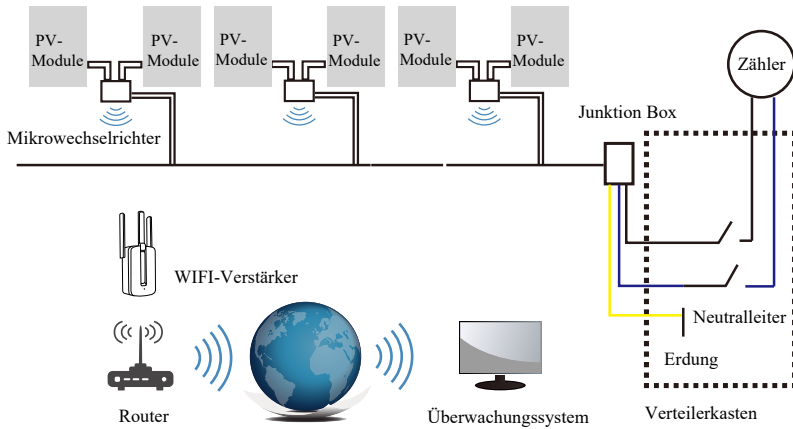 PV-
Module
PV-
Module
PV-
Module
PV-
Module
PV-
Module
PV-
Module
Zähler
Mikrowechselrichter
Junktion Box
WIFI-Verstärker
Neutralleiter
Erdung
Router
Überwachungssystem
Verteilerkasten